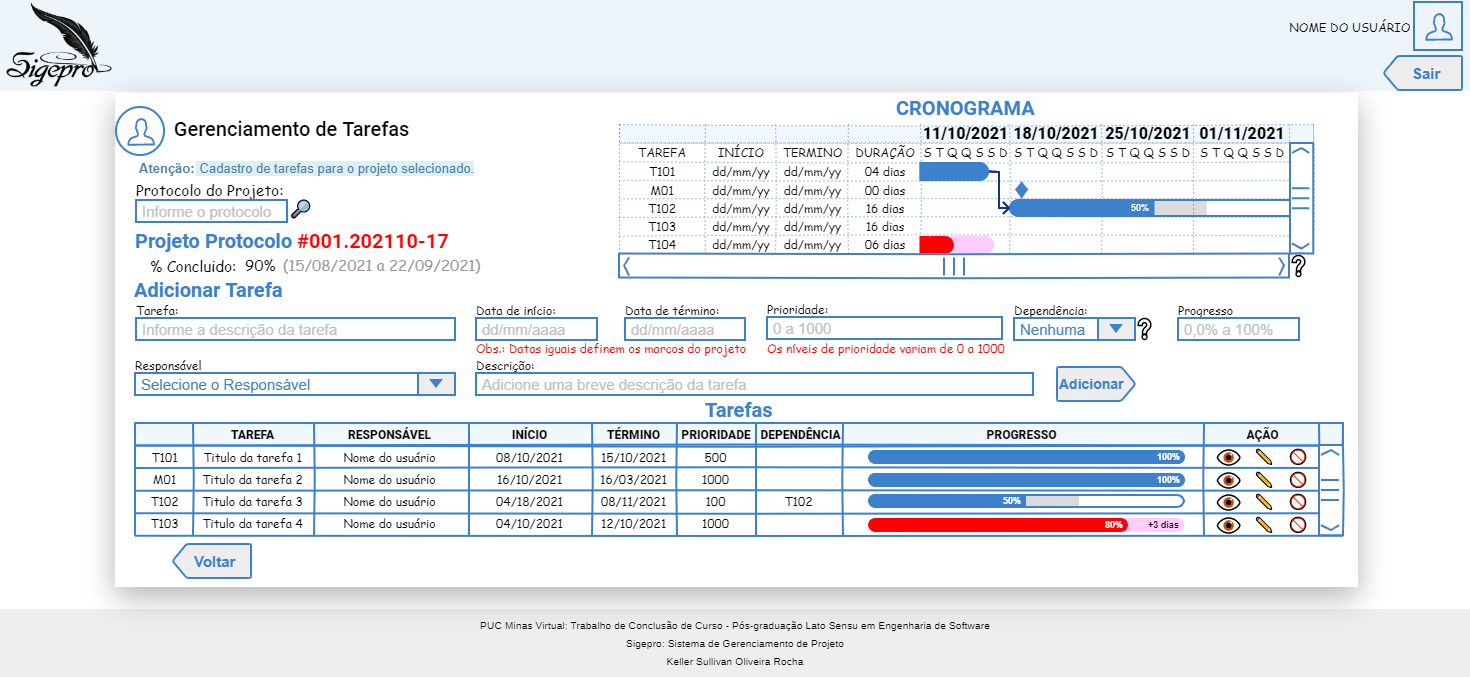 Sigepro
NOME DO USUÁRIO
Sair
Gerenciamento de Tarefas
Atenção: Cadastro de tarefas para o projeto selecionado.
Protocolo do Projeto:
Informe o protocolo
Projeto Protocolo #001.202110-17
% Concluido: 90% (15/08/2021 a 22/09/2021)
CRONOGRAMA
11/10/2021 18/10/2021 25/10/2021 01/11/2021
TAREFA INÍCIO TERMINO DURAÇÃO S T Q Q S S D S T Q Q S S D S T Q Q S S D S T Q Q S S D
T101 dd/mm/yy dd/mm/yy 04 dias
M01 dd/mm/yy dd/mm/yy 00 dias
T102 dd/mm/yy dd/mm/yy 16 dias 50%
T103 dd/mm/yy dd/mm/yy 16 dias
T104 dd/mm/yy dd/mm/yy 06 dias
?
Adicionar Tarefa
Tarefa: Data de início: Data de término: Prioridade: Dependência: Progresso
Informe a descrição da tarefa dd/mm/aaaa dd/mm/aaaa 0 a 1000 Nenhuma ? 0,0% a 100%
Obs.: Datas iguais definem os marcos do projeto Os níveis de prioridade variam de 0 a 1000
Responsável Descrição:
Selecione o Responsável Adicione uma breve descrição da tarefa Adicionar
Tarefas
TAREFA RESPONSÁVEL INÍCIO TÉRMINO PRIORIDADE DEPENDÊNCIA PROGRESSO AÇÃO
T101 Titulo da tarefa 1 Nome do usuário 08/10/2021 15/10/2021 500 100%
M01 Titulo da tarefa 2 Nome do usuário 16/10/2021 16/03/2021 1000 100%
T102 Titulo da tarefa 3 Nome do usuário 04/18/2021 08/11/2021 100 T102 50%
T103 Titulo da tarefa 4 Nome do usuário 04/10/2021 12/10/2021 1000 80% +3 dias
Voltar
PUC Minas Virtual: Trabalho de Conclusão de Curso - Pós-graduação Lato Sensu em Engenharia de Software
Sigepro: Sistema de Gerenciamento de Projeto
Keller Sullivan Oliveira Rocha